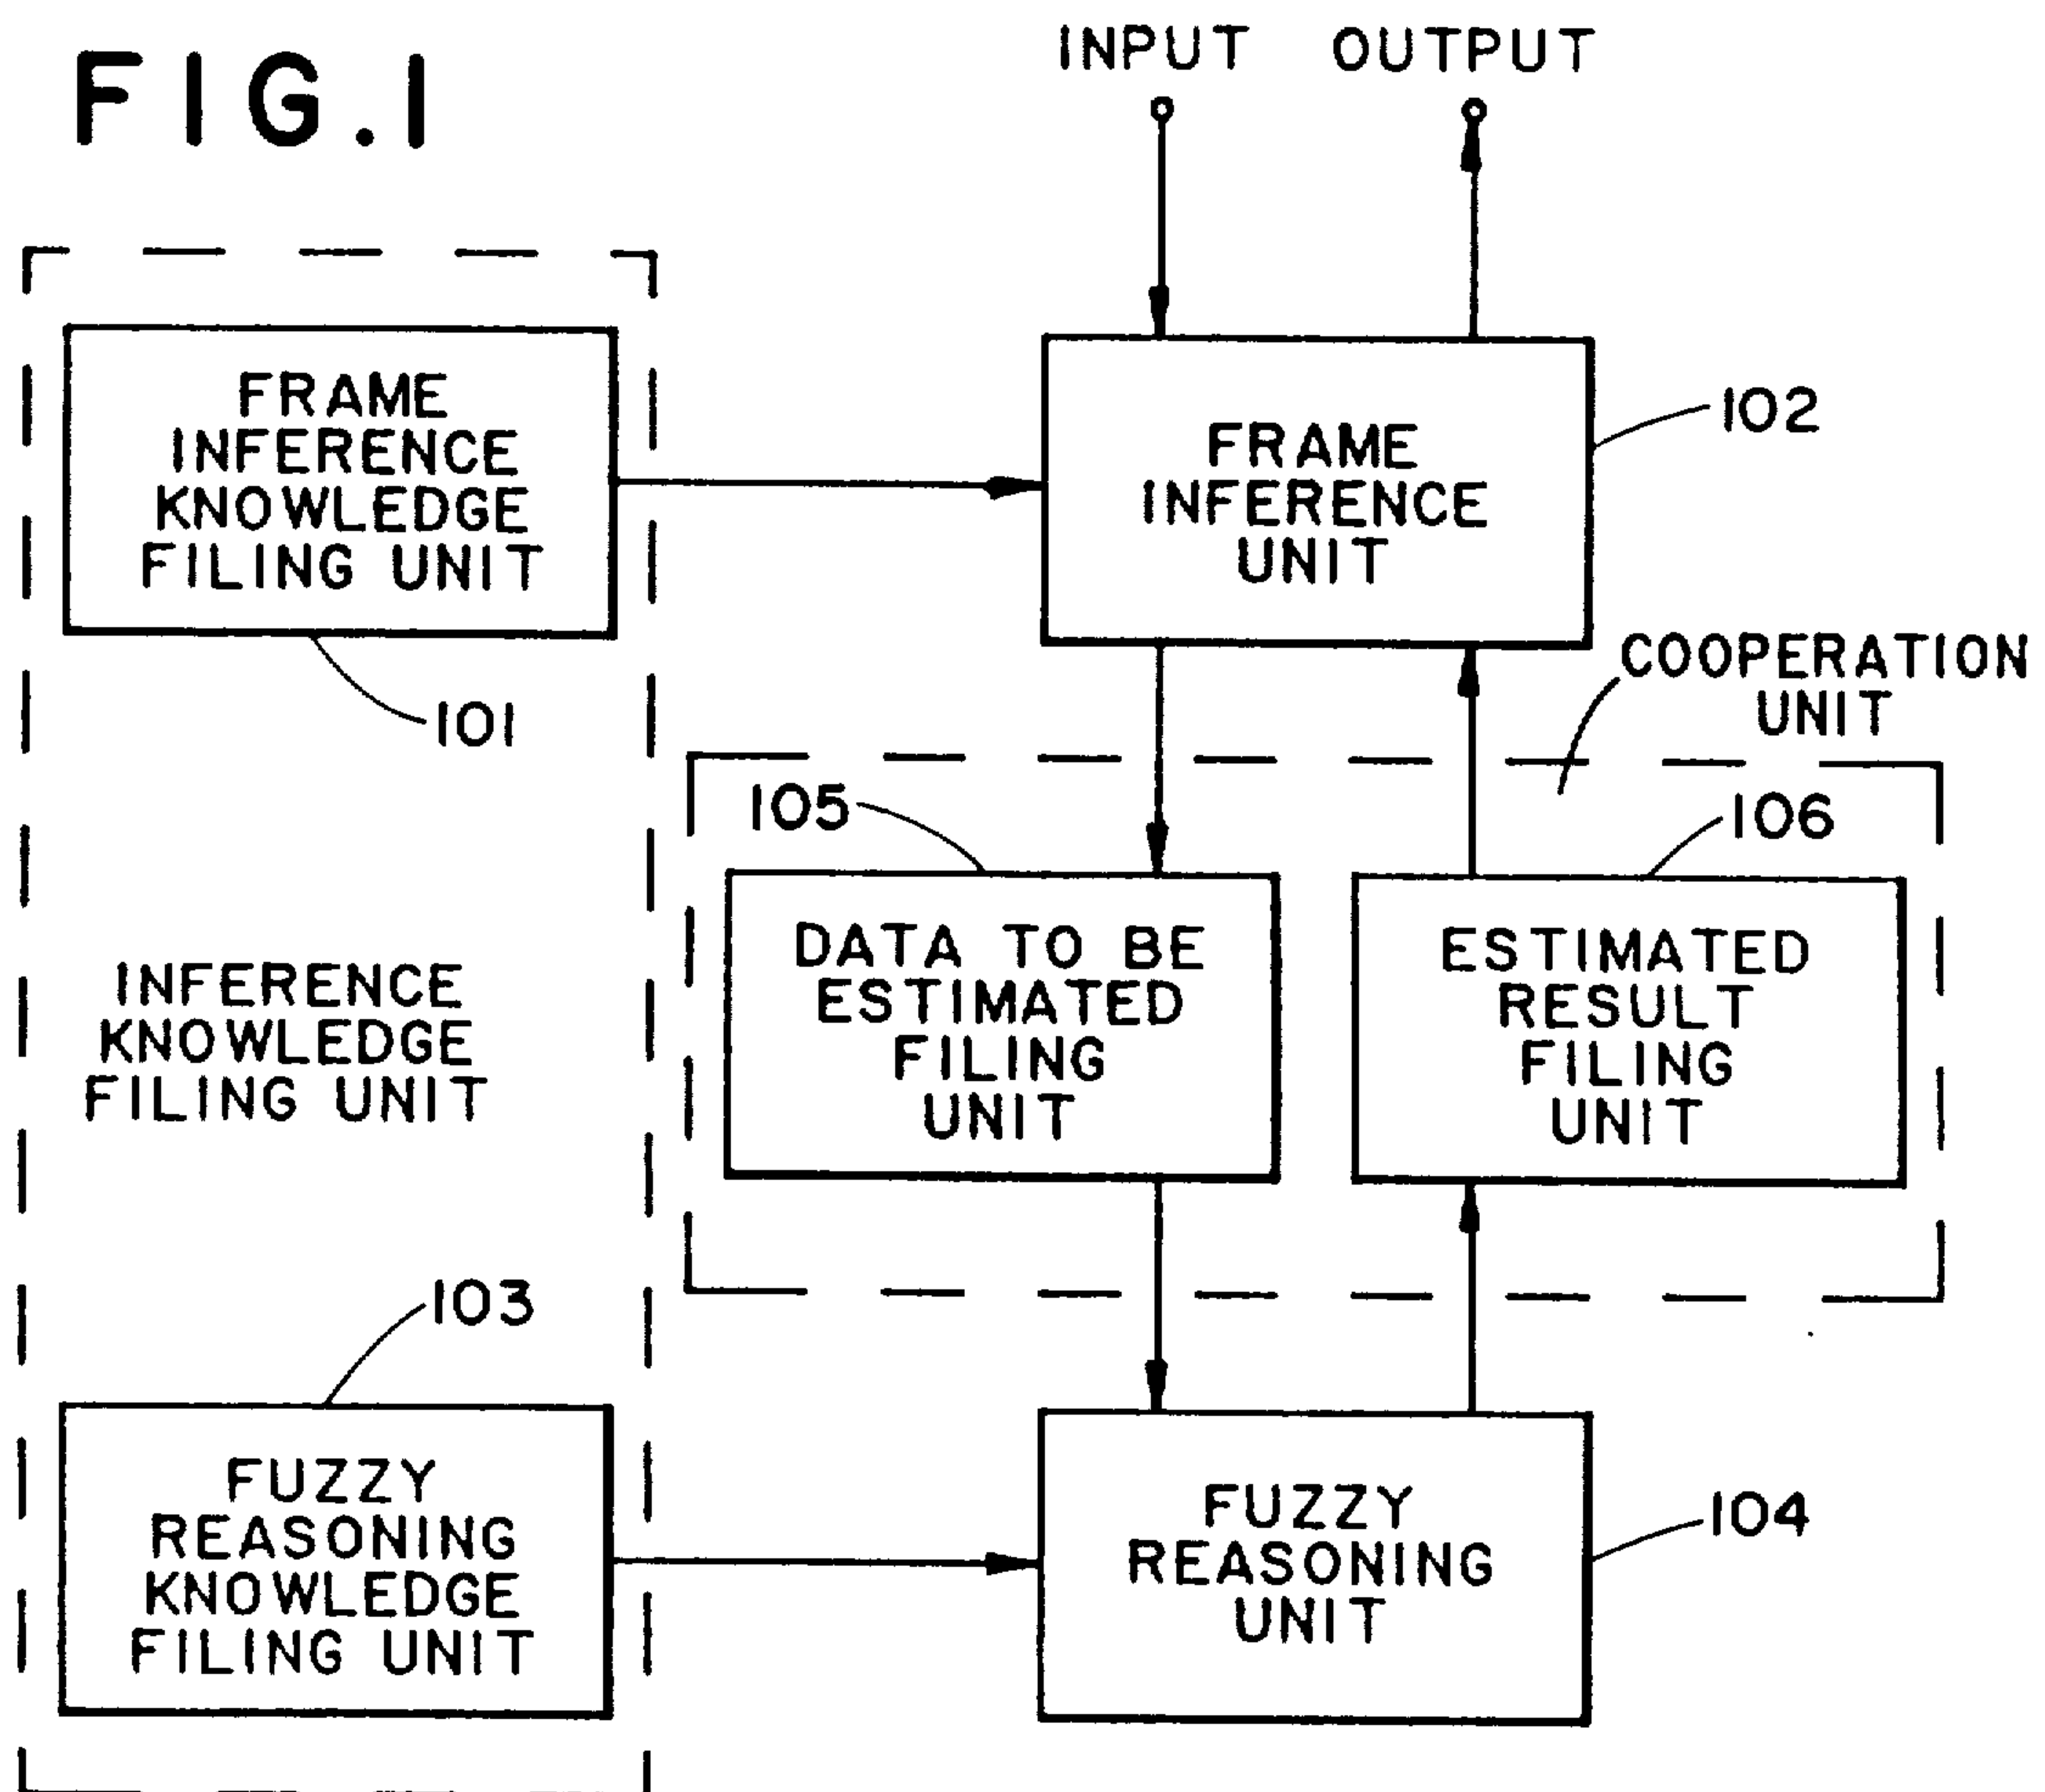 FIG.1
INPUT OUTPUT
FRAME
INFERENCE
KNOWLEDGE
FILING UNIT
101
FRAME
INFERENCE
UNIT
102
COOPERATION
UNIT
105
106
DATA TO BE
ESTIMATED
FILING
UNIT
ESTIMATED
RESULT
FILING
UNIT
INFERENCE
KNOWLEDGE
FILING UNIT
103
FUZZY
REASONING
KNOWLEDGE
FILING UNIT
FUZZY
REASONING
UNIT
104